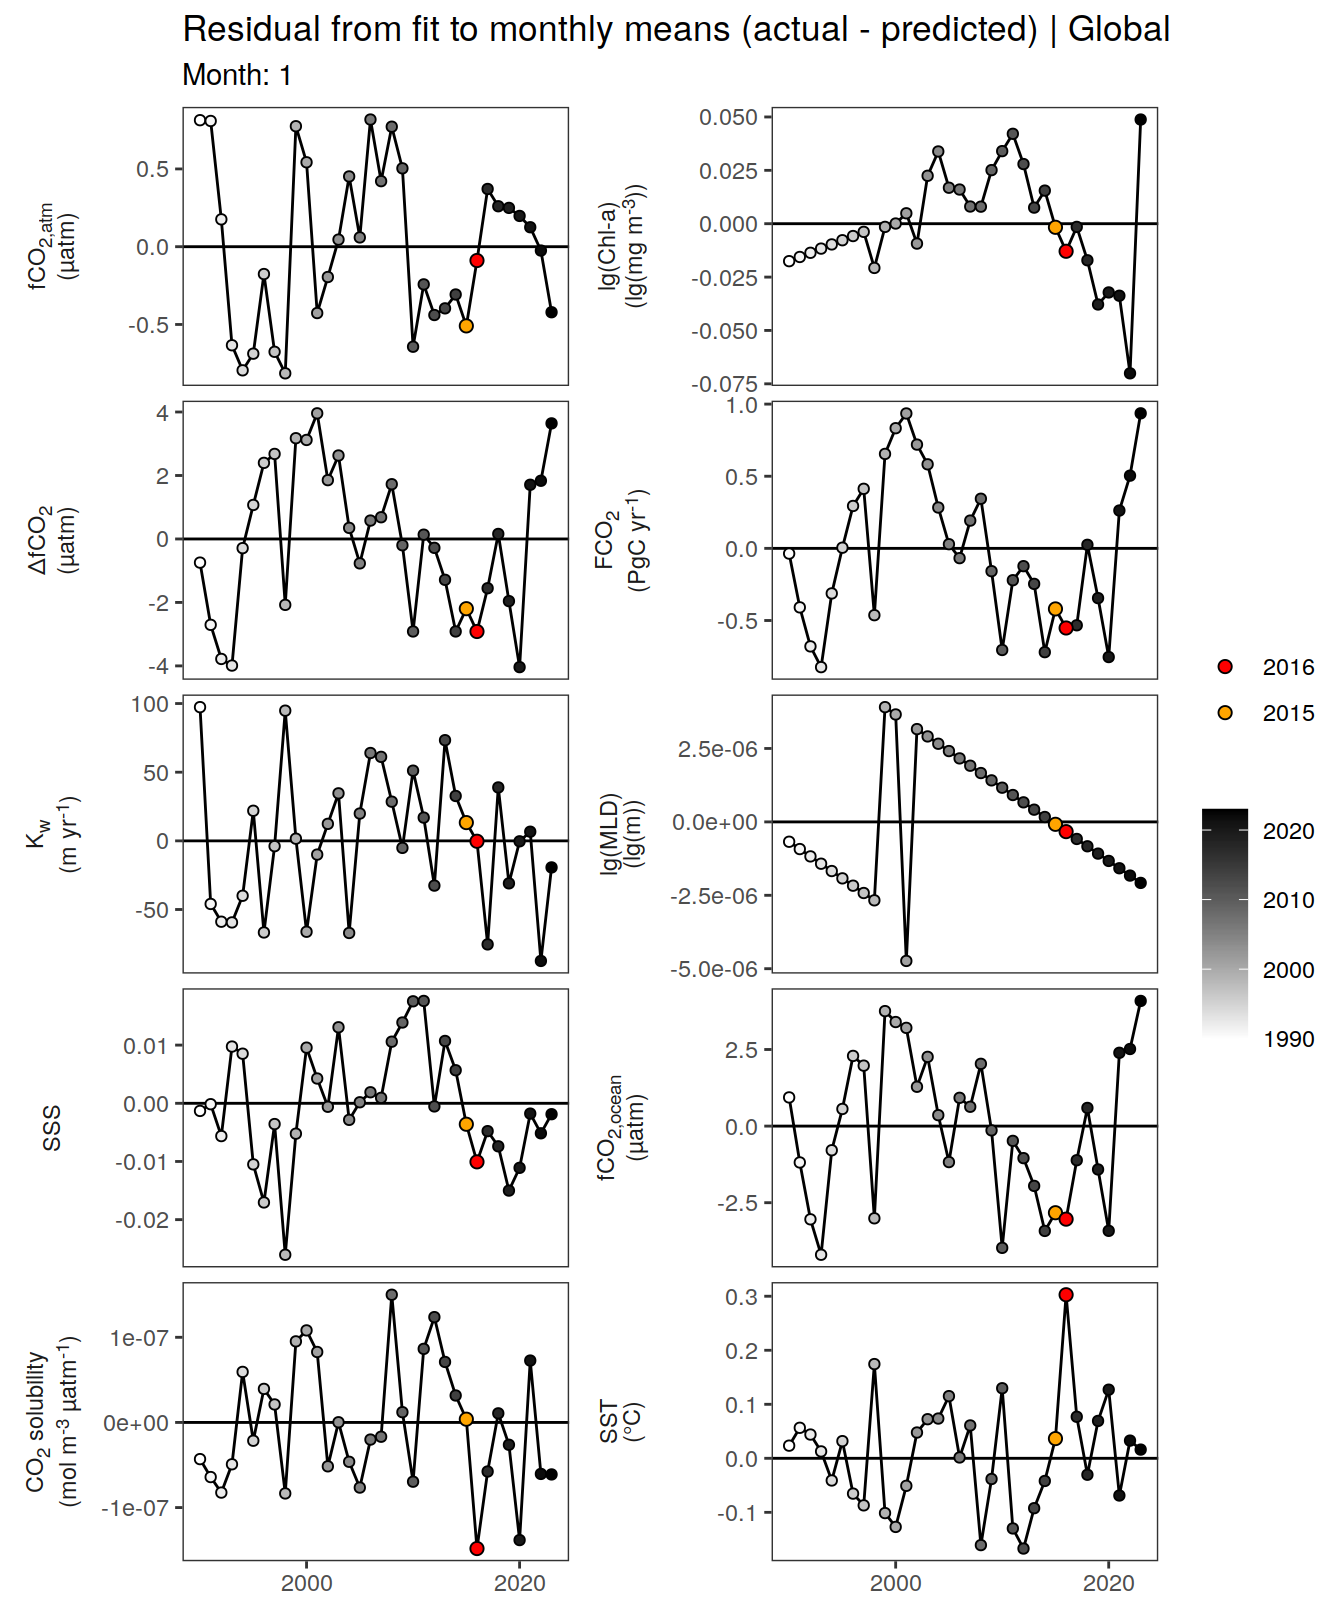 Residual from fit to monthly means (actual - predicted) | Global
Month: 1
fCO2,atm
(µatm)
0.5
0.0
-0.5
lg(Chl-a)
(lg(mg m-3))
0.050
0.025
0.000
-0.025
-0.050
-0.075
ΔfCO2
(µatm)
4
2
0
-2
-4
FCO2
(PgC yr-1)
1.0
0.5
0.0
-0.5
Kw
(m yr-1)
100
50
0
-50
lg(MLD)
(lg(m))
2.5e-06
0.0e+00
-2.5e-06
-5.0e-06
SSS
0.01
0.00
-0.01
-0.02
fCO2,ocean
(µatm)
2.5
0.0
-2.5
CO2 solubility
(mol m-3 µatm-1)
1e-07
0e+00
-1e-07
2000
2020
SST
(°C)
0.3
0.2
0.1
0.0
-0.1
2000
2020
2016
2015
2020
2010
2000
1990